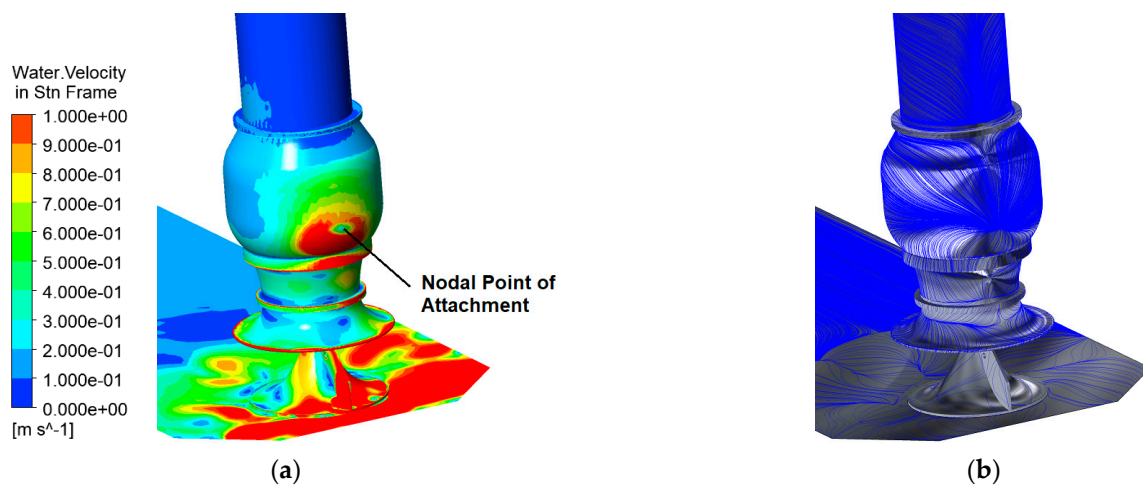 Water.Velocity
in Stn Frame
1.000e+00
9.000e-01
8.000e-01
7.000e-01
6.000e-01
5.000e-01
4.000e-01
3.000e-01
2.000e-01
1.000e-01
0.000e+00
[m s^-1]
Nodal Point of
Attachment
(a)
(b)